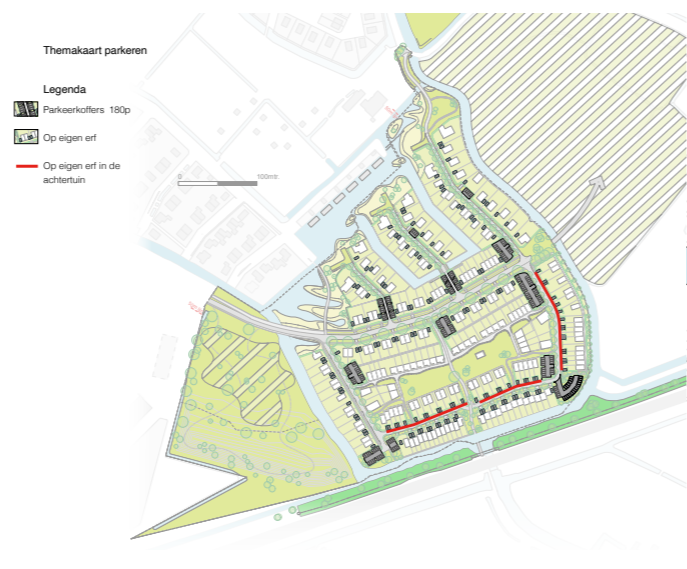 Themakaart parkeren
Legenda
Parkeerkoffers 180p
Op eigen erf
Op eigen erf in de
achtertuin
0 100mtr